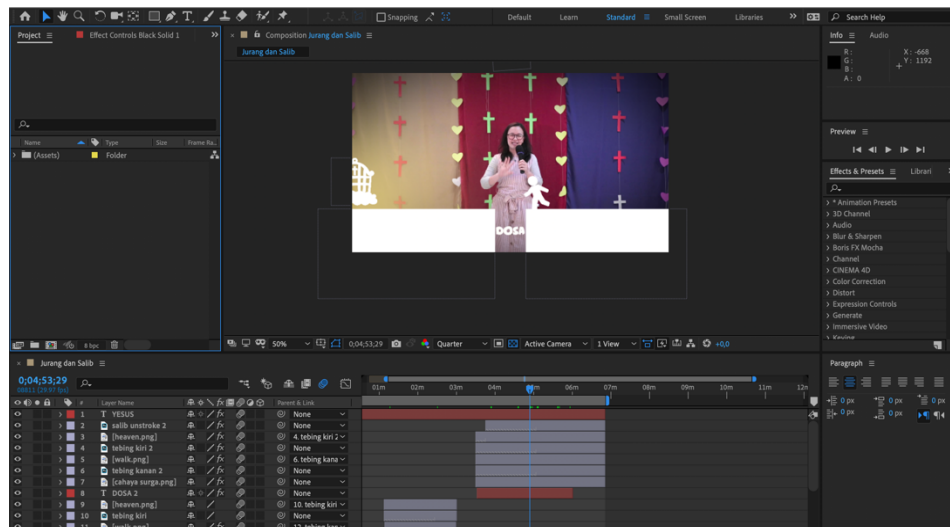 Snapping
Default
Learn
Standard
Small Screen
Libraries
Search Help
Project
Effect Controls Black Solid 1
Composition Jurang dan Salib
Jurang dan Salib
Info
Audio
R :
G :
B :
A : 0
X : -668
Y : 1192
Name
Type
Size
Frame Ra..
(Assets)
Folder
DOSA
Preview
Effects & Presets
Librari
* Animation Presets
3D Channel
Audio
Blur & Sharpen
Boris FX Mocha
Channel
CINEMA 4D
Color Correction
Distort
Expression Controls
Generate
Immersive Video
Keying
8 bpc
50%
0;04;53;29
Quarter
Active Camera
1 View
+0,0
Jurang dan Salib
0;04;53;29
01m 02m 03m 04m 05m 06m 07m 08m 09m 10m 11m 12n
# Layer Name
Parent & Link
1 T YESUS None
2 salib unstroke 2 None
3 [heaven.png] 4. tebing kiri 2
4 tebing kiri 2 None
5 [walk.png] 6. tebing kana
6 tebing kanan 2 None
7 [cahaya surga.png] None
8 T DOSA 2 None
9 [heaven.png] 10. tebing kiri
10 tebing kiri None
11 [walk.png] 12. tebing kan
Paragraph
0 px 0 px 0 px
0 px 0 px